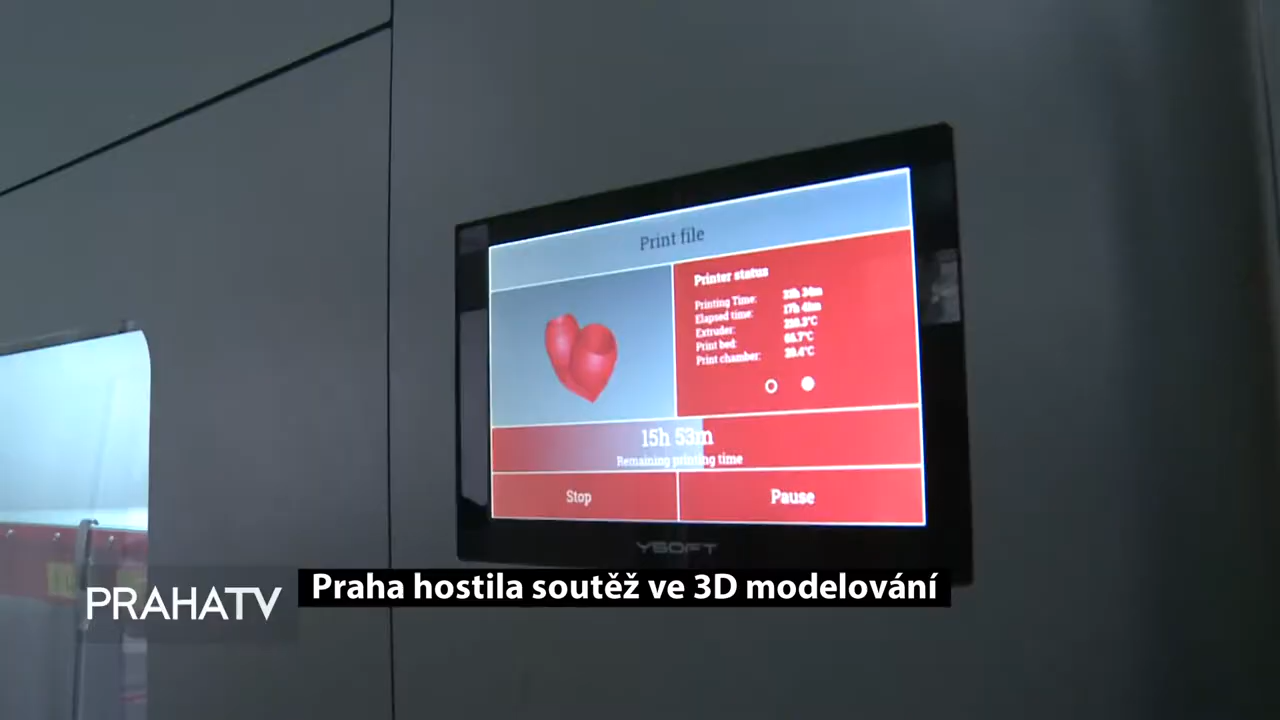 Print file
Printer status
Printing Time:
Elapsed time:
Extruder:
Print bed:
Print chamber:
15h 53m
Remaining printing time
Stop
Pause
YSOFT
PRAHATV
Praha hostila soutěž ve 3D modelování